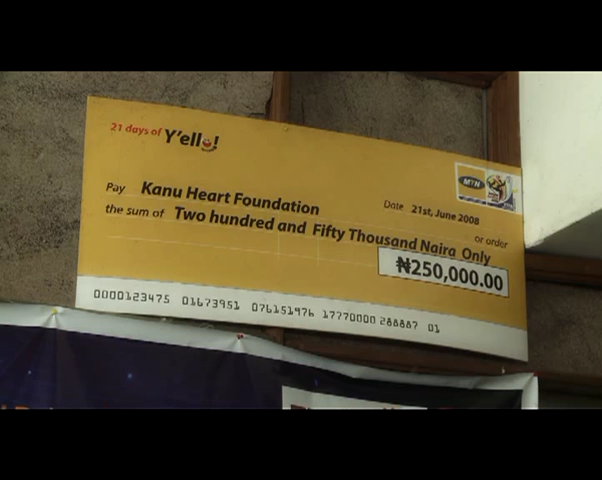 21 days of Y'ello!
MTN
Pay Kanu Heart Foundation
Date 21st, June 2008
the sum of Two hundred and Fifty Thousand Naira Only
or order
₦250,000.00
0000123475 01673951 076151976 17770000 288887 01